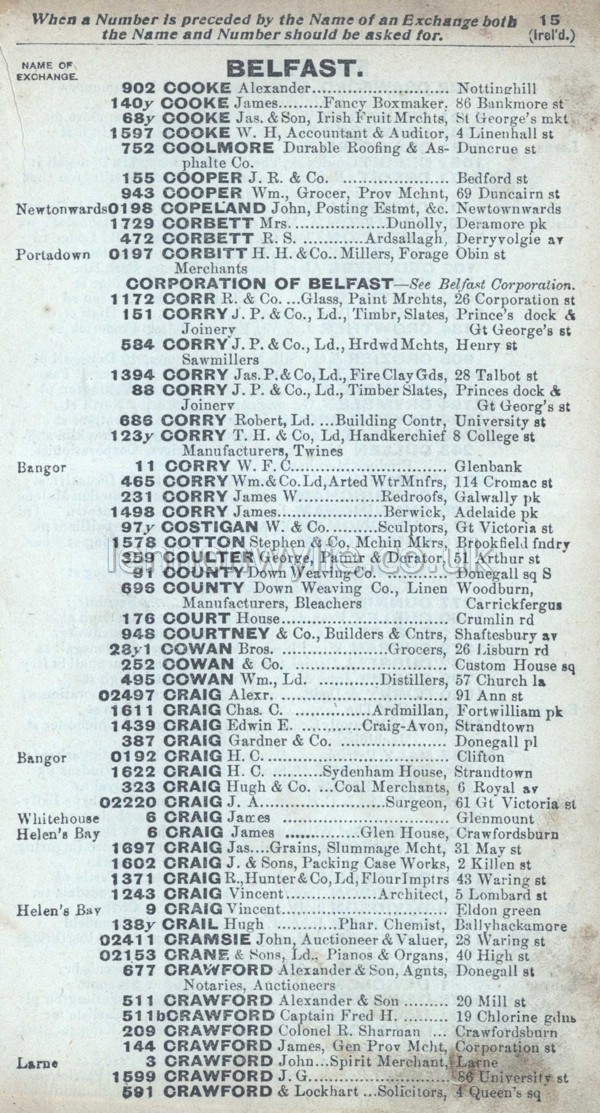 When a Number is preceded by the Name of an Exchange both 15
the Name and Number should be asked for. (Irel'd.)
NAME OF EXCHANGE. BELFAST.
902 COOKE Alexander.......................... Nottinghill
140y COOKE James.........Fancy Boxmaker, 86 Bankmore st
68y COOKE Jas. & Son, Irish Fruit Mrchts, St George's mkt
1597 COOKE W. H, Accountant & Auditor, 4 Linenhall st
752 COOLMORE Durable Roofing & As- Duncrue st
phalte Co.
155 COOPER J. R. & Co. .................. Bedford st
943 COOPER Wm., Grocer, Prov Mchnt, 69 Duncairn st
Newtonwards 0198 COPELAND John, Posting Estmt, &c. Newtownwards
1729 CORBETT Mrs..................Dunolly, Deramore pk
472 CORBETT R. S. ............Ardsallagh, Derryvolgie av
Portadown 0197 CORBITT H. H. & Co.. Millers, Forage Obin st
Merchants
CORPORATION OF BELFAST—See Belfast Corporation.
1172 CORR R. & Co. ...Glass, Paint Mrchts, 26 Corporation st
151 CORRY J. P. & Co., Ld., Timbr, Slates, Prince's dock &
Joinery Gt George's st
584 CORRY J. P. & Co., Ld., Hrdwd Mchts, Henry st
Sawmillers
1394 CORRY Jas. P. & Co, Ld., Fire Clay Gds, 28 Talbot st
88 CORRY J. P. & Co., Ld., Timber Slates, Princes dock &
Joinery Gt Georg's st
686 CORRY Robert, Ld. ...Building Contr, University st
123y CORRY T. H. & Co, Ld, Handkerchief 8 College st
Manufacturers, Twines
Bangor 11 CORRY W. F. C.......................... Glenbank
465 CORRY Wm. & Co. Ld, Arted Wtr Mnfrs, 114 Cromac st
231 CORRY James W..............Redroofs, Galwally pk
1498 CORRY James..................Berwick, Adelaide pk
97y COSTIGAN W. & Co.........Sculptors, Gt Victoria st
1578 COTTON Stephen & Co, Mchin Mkrs, Brookfield fndry
559 COULTER George, Paintr & Dcrator, 7 Arthur st
91 COUNTY Down Weaving Co. ............ Donegall sq S
696 COUNTY Down Weaving Co., Linen Woodburn,
Manufacturers, Bleachers Carrickfergus
176 COURT House............................. Crumlin rd
948 COURTNEY & Co., Builders & Cntrs, Shaftesbury av
28y1 COWAN Bros. ..................Grocers, 26 Lisburn rd
252 COWAN & Co. ............................ Custom House sq
495 COWAN Wm., Ld. ............Distillers, 57 Church la
02497 CRAIG Alexr. ............................ 91 Ann st
1611 CRAIG Chas. C. .............Ardmillan, Fortwilliam pk
1439 CRAIG Edwin E. ............Craig-Avon, Strandtown
387 CRAIG Gardner & Co. .................. Donegall pl
Bangor 0192 CRAIG H. C............................... Clifton
1622 CRAIG H. C. .........Sydenham House, Strandtown
323 CRAIG Hugh & Co. ...Coal Merchants, 6 Royal av
02220 CRAIG J. A.....................Surgeon, 61 Gt Victoria st
Whitehouse 6 CRAIG James ............................ Glenmount
Helen's Bay 6 CRAIG James ..............Glen House, Crawfordsburn
1697 CRAIG Jas....Grains, Slummage Mcht, 31 May st
1602 CRAIG J. & Sons, Packing Case Works, 2 Killen st
1371 CRAIG R., Hunter & Co, Ld, Flour Imptrs 43 Waring st
1243 CRAIG Vincent..................Architect, 5 Lombard st
Helen's Bay 9 CRAIG Vincent............................ Eldon green
138y CRAIL Hugh ............Phar. Chemist, Ballyhackamore
02411 CRAMSIE John, Auctioneer & Valuer, 28 Waring st
02153 CRANE & Sons, Ld.. Pianos & Organs, 40 High st
677 CRAWFORD Alexander & Son, Agnts, Donegall st
Notaries, Auctioneers
511 CRAWFORD Alexander & Son ......... 20 Mill st
511b CRAWFORD Captain Fred H. ......... 19 Chlorine gdns
209 CRAWFORD Colonel R. Sharman ... Crawfordsburn
144 CRAWFORD James, Gen Prov Mcht, Corporation st
Larne 3 CRAWFORD John...Spirit Merchant, Larne
1599 CRAWFORD J. G......................... 86 University st
591 CRAWFORD & Lockhart ...Solicitors, 4 Queen's sq
lennonwylie.co.uk